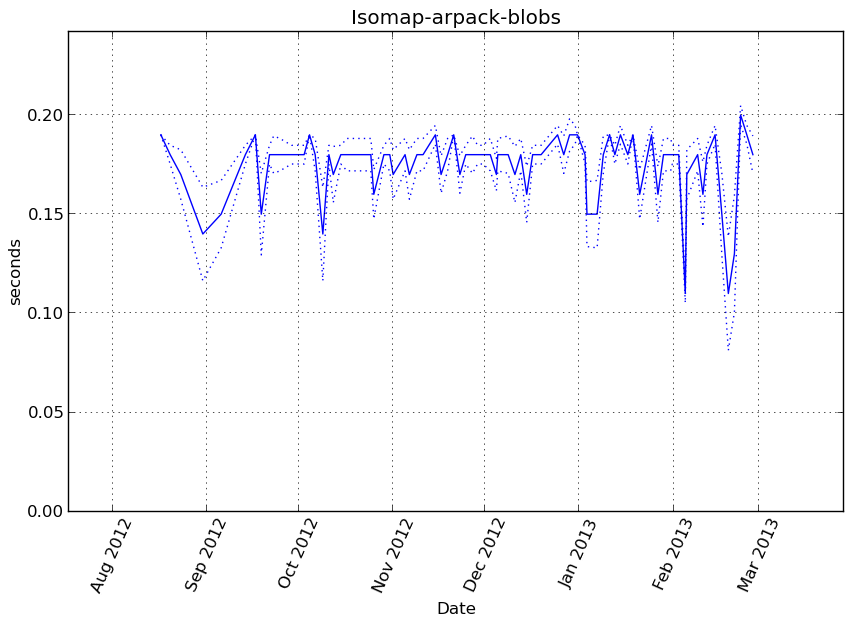 Isomap-arpack-blobs
0.20
0.15
0.10
0.05
0.00
seconds
Aug 2012
Sep 2012
Oct 2012
Nov 2012
Dec 2012
Jan 2013
Feb 2013
Mar 2013
Date